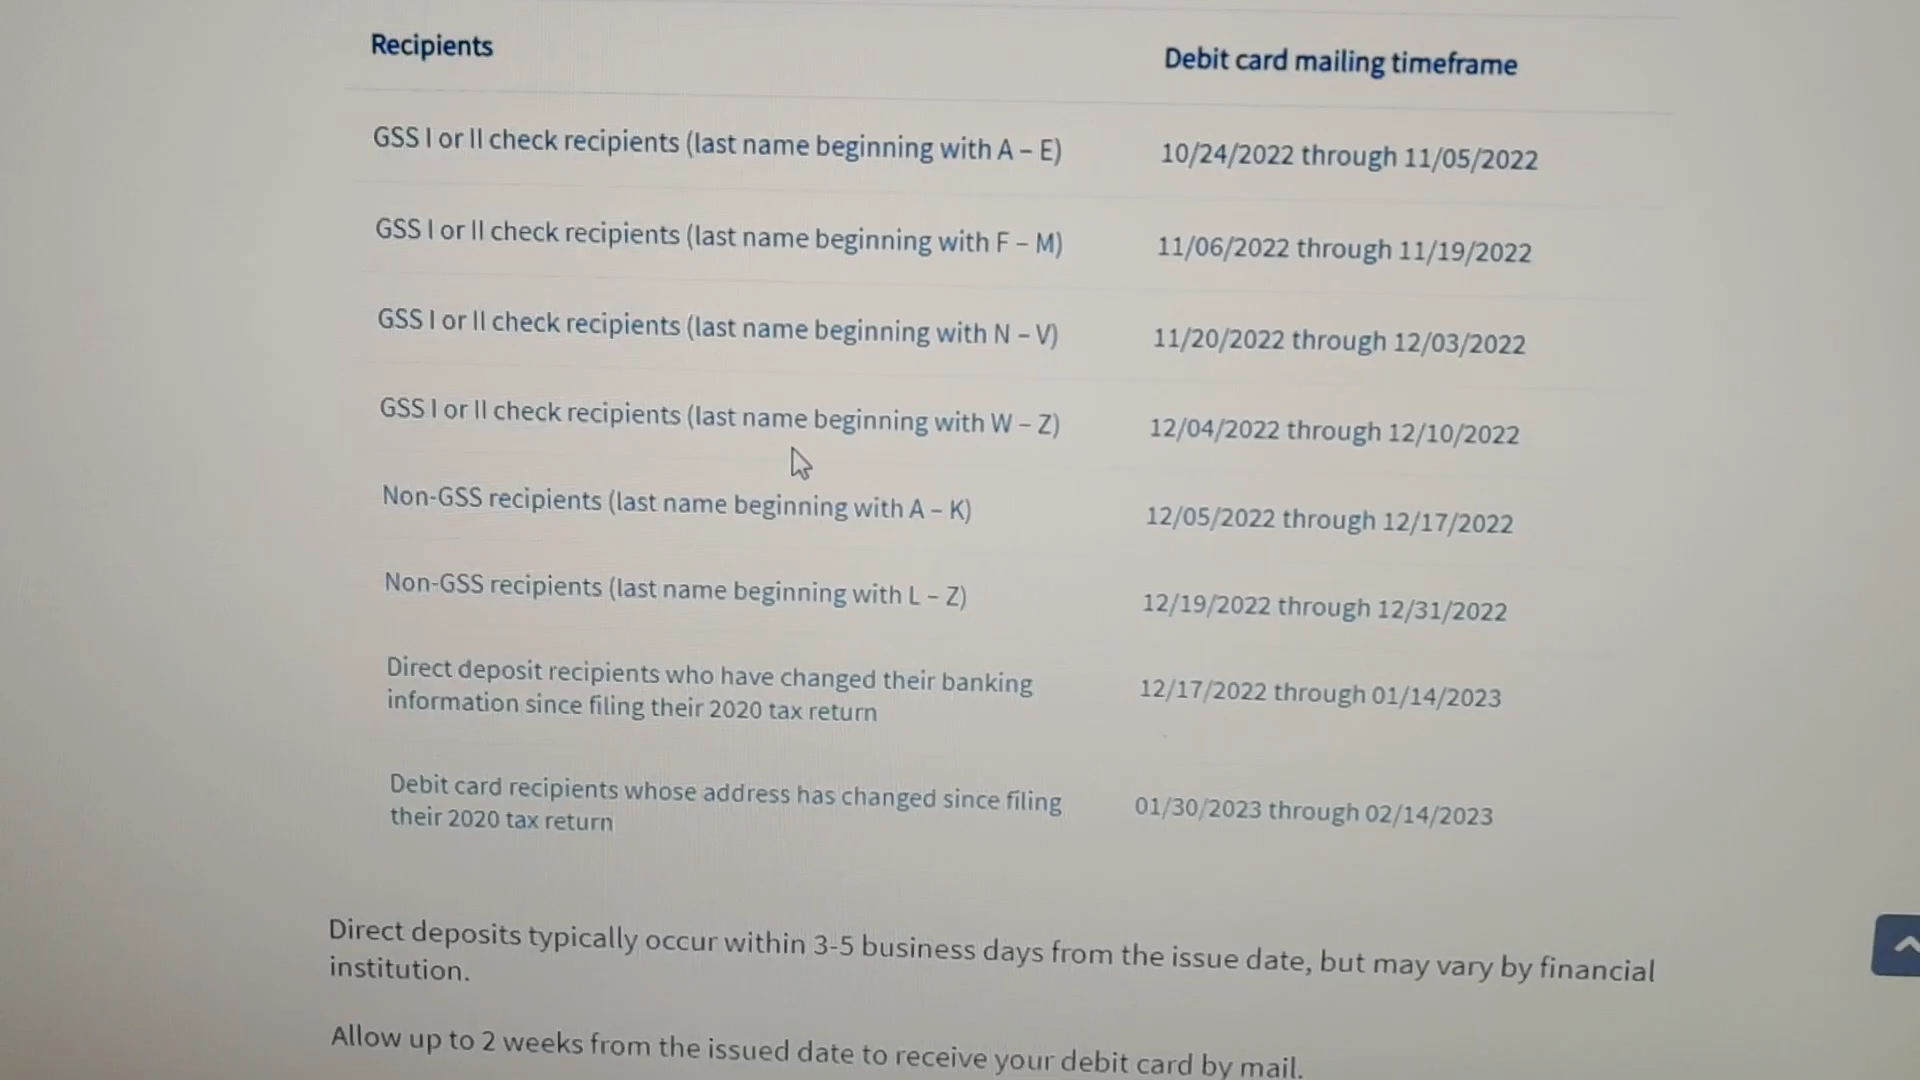 Recipients Debit card mailing timeframe
GSS I or II check recipients (last name beginning with A – E) 10/24/2022 through 11/05/2022
GSS I or II check recipients (last name beginning with F – M) 11/06/2022 through 11/19/2022
GSS I or II check recipients (last name beginning with N – V) 11/20/2022 through 12/03/2022
GSS I or II check recipients (last name beginning with W – Z) 12/04/2022 through 12/10/2022
Non-GSS recipients (last name beginning with A – K) 12/05/2022 through 12/17/2022
Non-GSS recipients (last name beginning with L – Z) 12/19/2022 through 12/31/2022
Direct deposit recipients who have changed their banking
information since filing their 2020 tax return 12/17/2022 through 01/14/2023
Debit card recipients whose address has changed since filing
their 2020 tax return 01/30/2023 through 02/14/2023
Direct deposits typically occur within 3-5 business days from the issue date, but may vary by financial
institution.
Allow up to 2 weeks from the issued date to receive your debit card by mail.